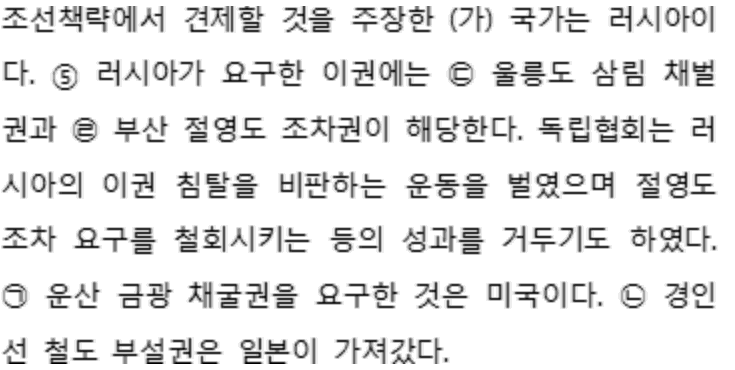 조선책략에서 견제할 것을 주장한 (가) 국가는 러시아이
다. ⑤ 러시아가 요구한 이권에는 ㉢ 울릉도 삼림 채벌
권과 ㉣ 부산 절영도 조차권이 해당한다. 독립협회는 러
시아의 이권 침탈을 비판하는 운동을 벌였으며 절영도
조차 요구를 철회시키는 등의 성과를 거두기도 하였다.
㉠ 운산 금광 채굴권을 요구한 것은 미국이다. ㉡ 경인
선 철도 부설권은 일본이 가져갔다.